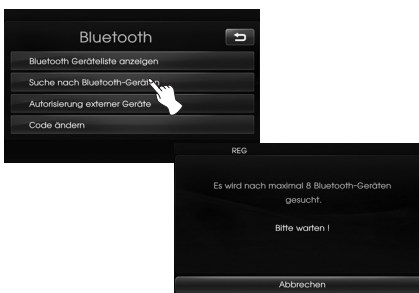 Bluetooth
Bluetooth Geräteliste anzeigen
Suche nach Bluetooth-Geräten
Autorisierung externer Geräte
Code ändern
REG
Es wird nach maximal 8 Bluetooth-Geräten
gesucht.
Bitte warten !
Abbrechen